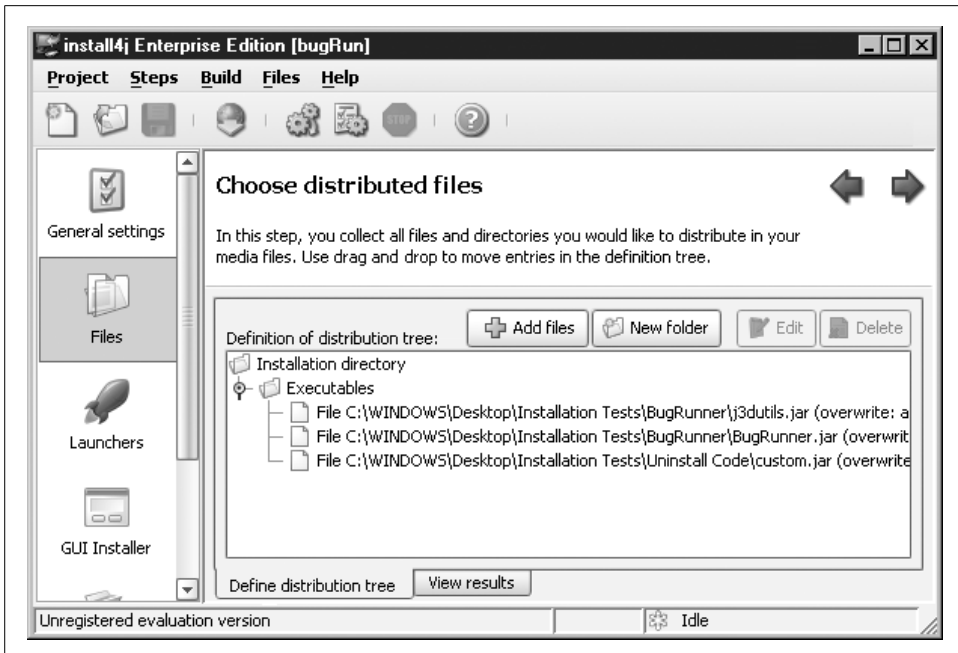 install4j Enterprise Edition [bugRun]
Project Steps Build Files Help
STOP
General settings
Files
Launchers
GUI Installer
Choose distributed files
In this step, you collect all files and directories you would like to distribute in your
media files. Use drag and drop to move entries in the definition tree.
Definition of distribution tree:
Add files
New folder
Edit
Delete
Installation directory
Executables
File C:\WINDOWS\Desktop\Installation Tests\BugRunner\j3dutils.jar (overwrite: a
File C:\WINDOWS\Desktop\Installation Tests\BugRunner\BugRunner.jar (overwrit
File C:\WINDOWS\Desktop\Installation Tests\Uninstall Code\custom.jar (overwrite
Define distribution tree
View results
Unregistered evaluation version
Idle